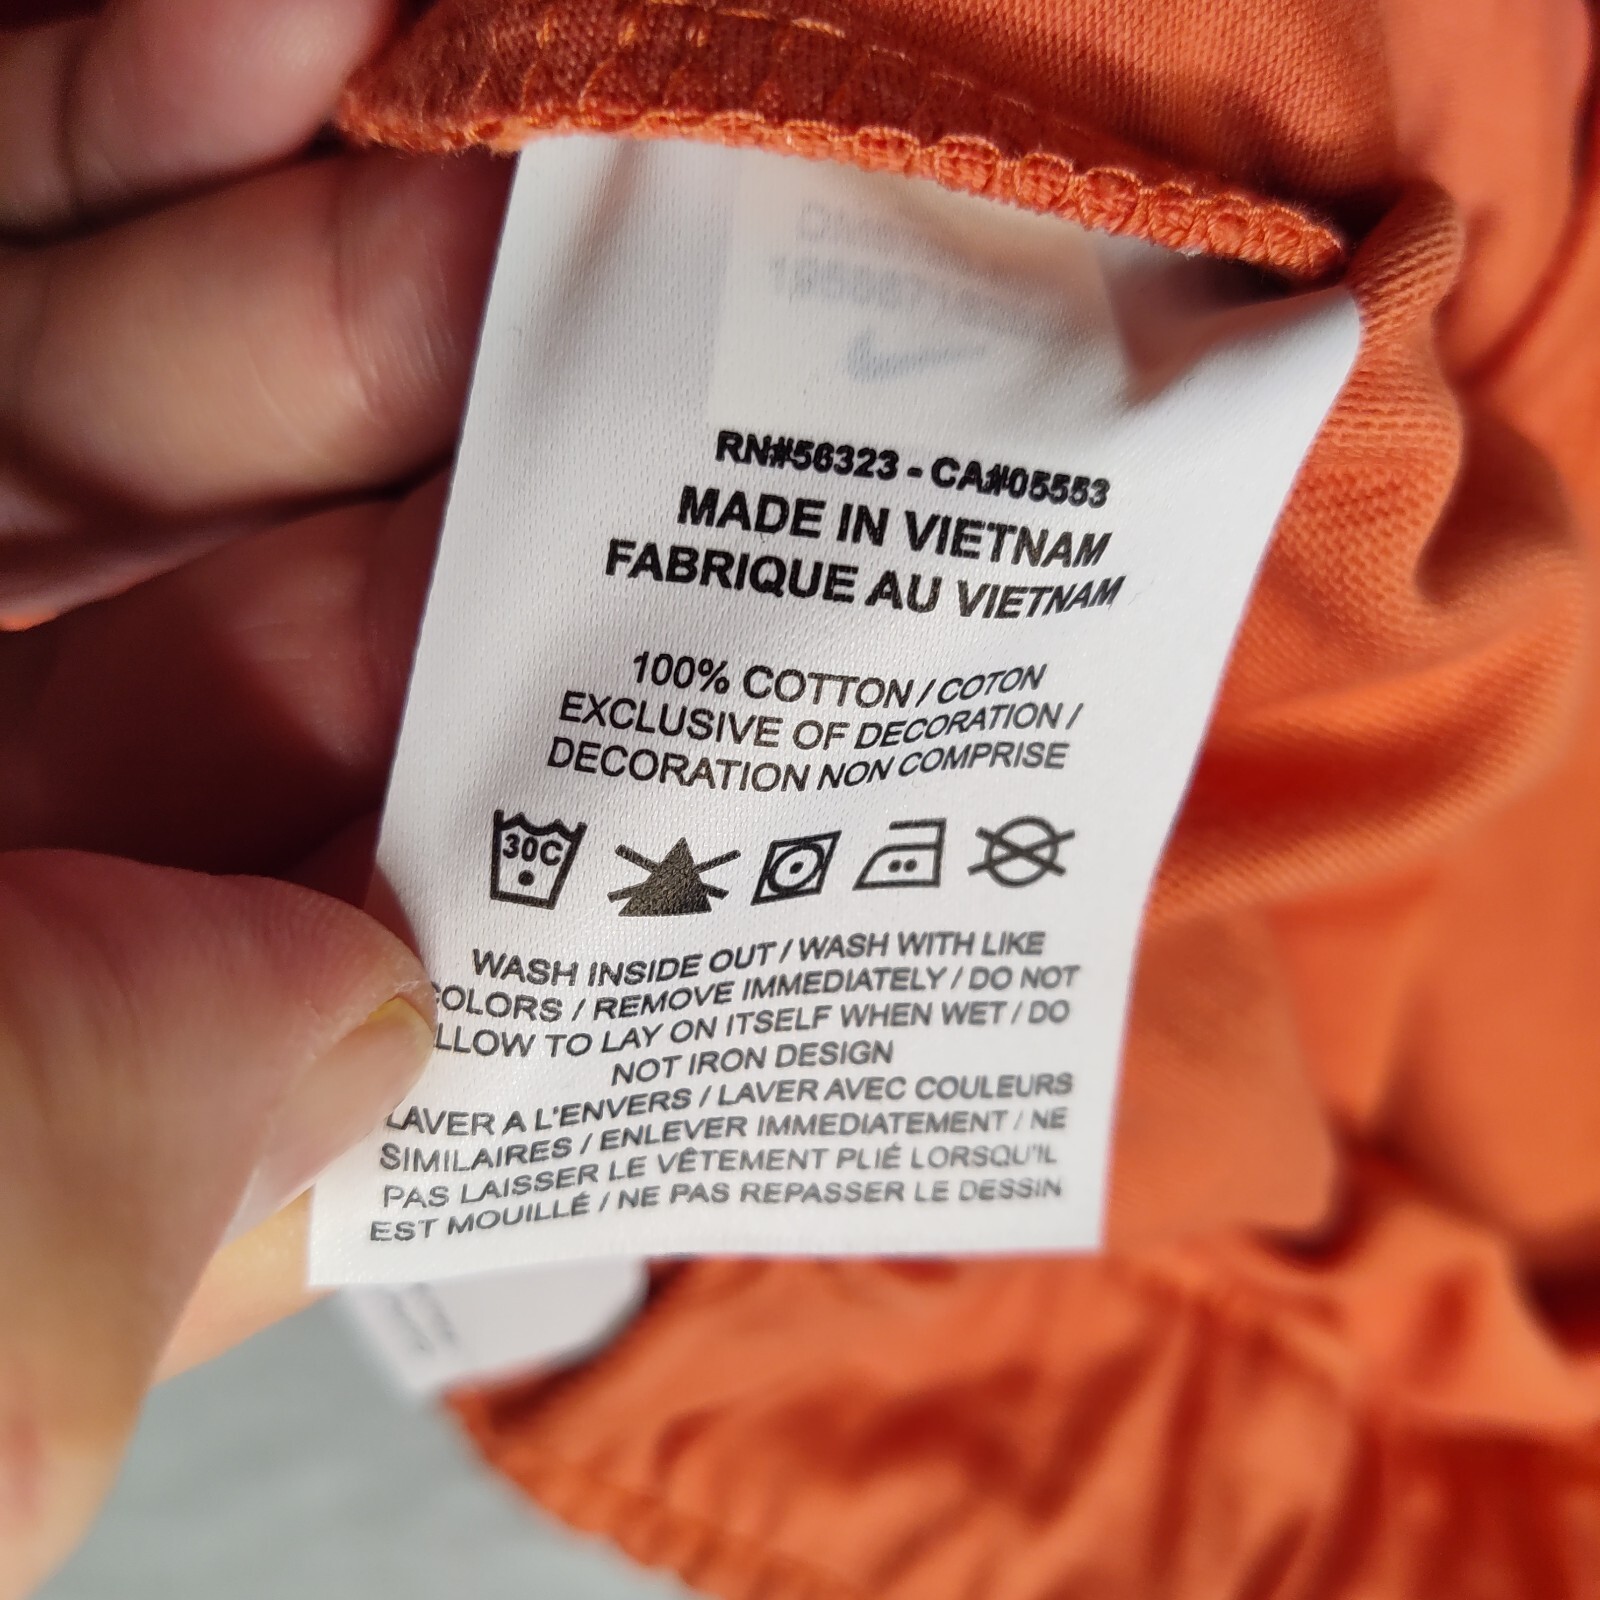 RN#56323 - CA#05553
MADE IN VIETNAM
FABRIQUE AU VIETNAM
100% COTTON / COTON
EXCLUSIVE OF DECORATION /
DECORATION NON COMPRISE
30C
WASH INSIDE OUT / WASH WITH LIKE
COLORS / REMOVE IMMEDIATELY / DO NOT
LLOW TO LAY ON ITSELF WHEN WET / DO
NOT IRON DESIGN
LAVER A L'ENVERS / LAVER AVEC COULEURS
SIMILAIRES / ENLEVER IMMEDIATEMENT / NE
PAS LAISSER LE VÊTEMENT PLIÉ LORSQU'IL
EST MOUILLÉ / NE PAS REPASSER LE DESSIN